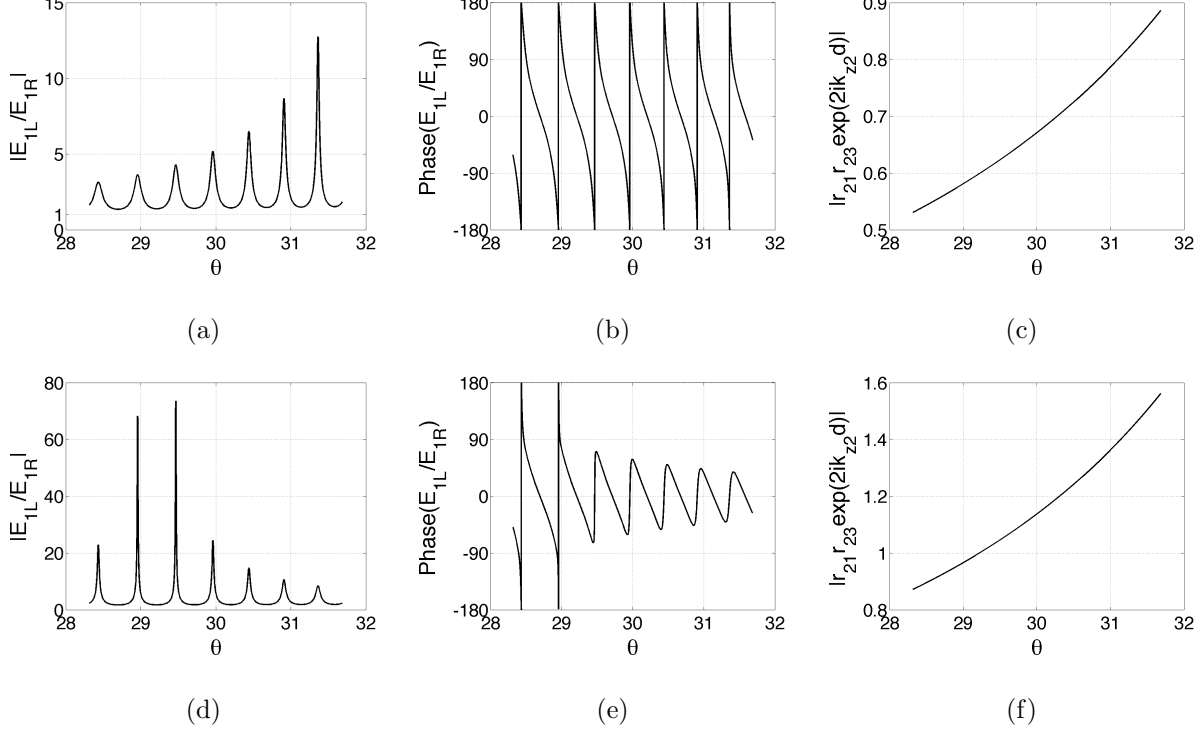 15
10
5
1
0
28 29 30 31 32
θ
|E1L/E1R|
(a)
180
90
0
-90
-180
28 29 30 31 32
θ
Phase(E1L/E1R)
(b)
0.9
0.8
0.7
0.6
0.5
28 29 30 31 32
θ
|r21r23exp(2ikz2d)|
(c)
80
60
40
20
0
28 29 30 31 32
θ
|E1L/E1R|
(d)
180
90
0
-90
-180
28 29 30 31 32
θ
Phase(E1L/E1R)
(e)
1.6
1.4
1.2
1
0.8
28 29 30 31 32
θ
|r21r23exp(2ikz2d)|
(f)